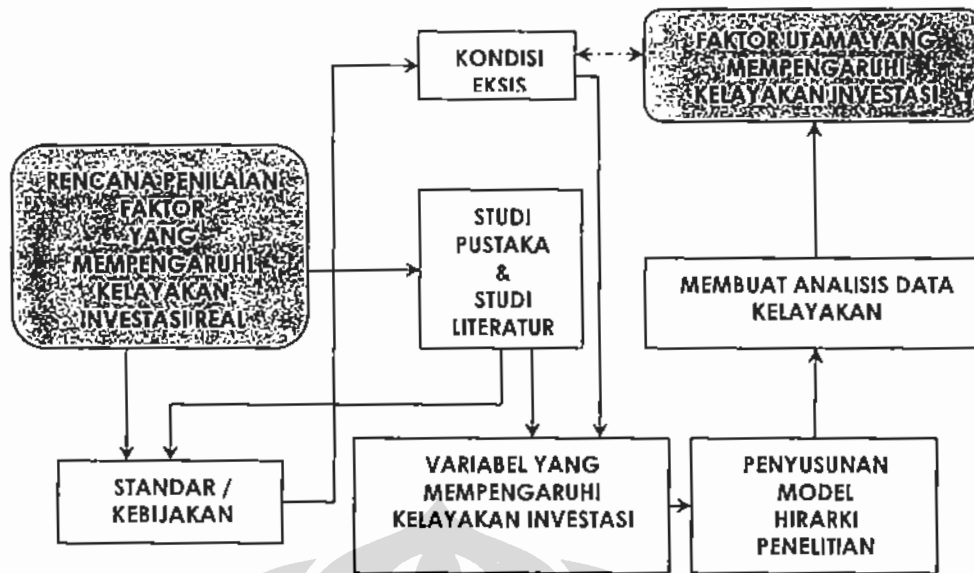 KONDISI
EKSIS
FAKTOR UTAMA YANG
MEMPENGARUHI
KELAYAKAN INVESTASI
RENCANA PENILAIAN
FAKTOR
YANG
MEMPENGARUHI
KELAYAKAN
INVESTASI REAL
STUDI
PUSTAKA
&
STUDI
LITERATUR
MEMBUAT ANALISIS DATA
KELAYAKAN
STANDAR /
KEBIJAKAN
VARIABEL YANG
MEMPENGARUHI
KELAYAKAN INVESTASI
PENYUSUNAN
MODEL
HIRARKI
PENELITIAN